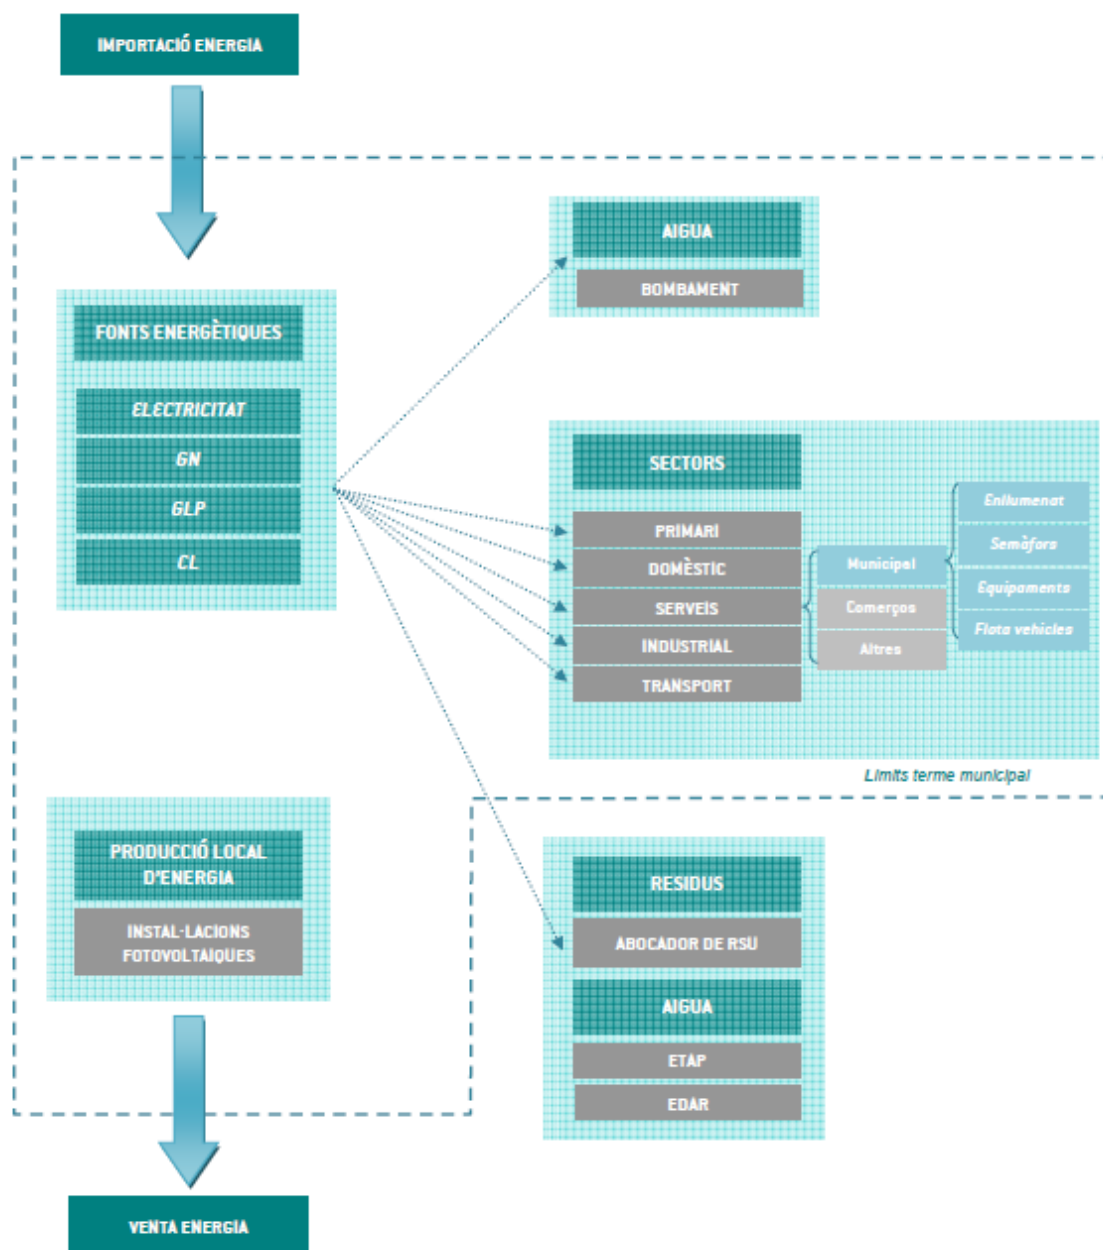 IMPORTACIÓ ENERGIA
FONTS ENERGÈTIQUES
ELECTRICITAT
GN
GLP
CL
AIGUA
BOMBAMENT
SECTORS
PRIMARI
DOMÈSTIC
SERVEIS
INDUSTRIAL
TRANSPORT
Municipal
Comerços
Altres
Enllumenat
Semàfors
Equipaments
Flota vehicles
Límits terme municipal
PRODUCCIÓ LOCAL
D'ENERGIA
INSTAL·LACIONS
FOTOVOLTAIQUES
RESIDUS
ABOCADOR DE RSU
AIGUA
ETAP
EDAR
VENTA ENERGIA